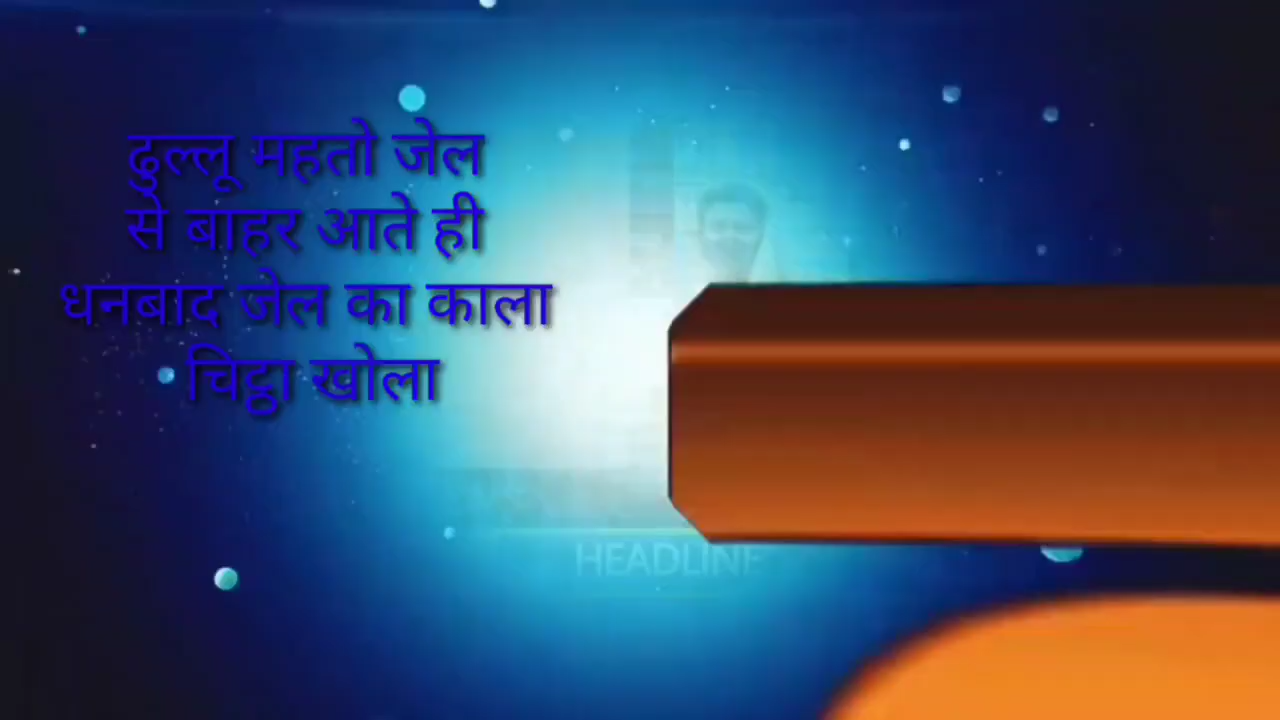 ढुल्लू महतो जेल
से बाहर आते ही
धनबाद जेल का काला
चिट्ठा खोला
HEADLINE